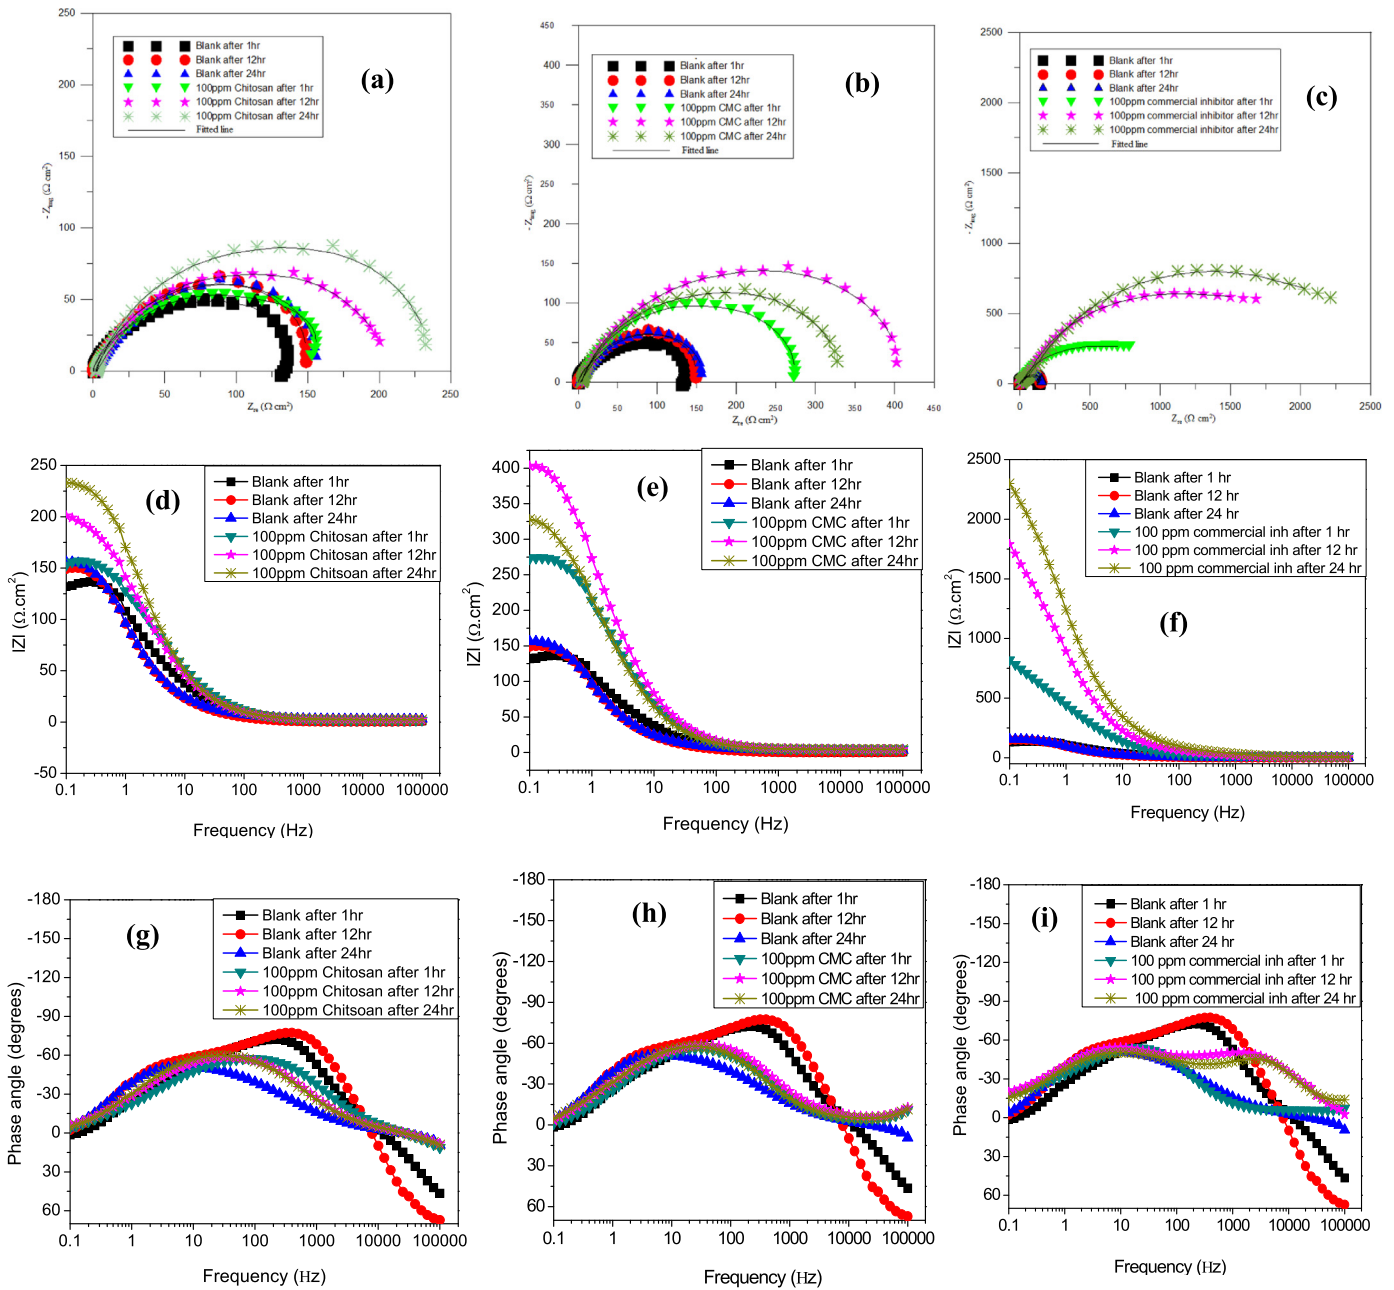 250
200
150
100
50
0
- Zimg (Ω cm²)
Blank after 1hr
Blank after 12hr
Blank after 24hr
100ppm Chitosan after 1hr
100ppm Chitosan after 12hr
100ppm Chitosan after 24hr
Fitted line
(a)
0 50 100 150 200 250
Zre (Ω cm²)
450
400
350
300
250
200
150
100
50
0
- Zimg (Ω cm²)
Blank after 1hr
Blank after 12hr
Blank after 24hr
100ppm CMC after 1hr
100ppm CMC after 12hr
100ppm CMC after 24hr
Fitted line
(b)
0 50 100 150 200 250 300 350 400 450
Zre (Ω cm²)
2500
2000
1500
1000
500
0
- Zimg (Ω cm²)
Blank after 1hr
Blank after 12hr
Blank after 24hr
100ppm commercial inhibitor after 1hr
100ppm commercial inhibitor after 12hr
100ppm commercial inhibitor after 24hr
Fitted line
(c)
0 500 1000 1500 2000 2500
Zre (Ω cm²)
250
200
150
100
50
0
-50
IZI (Ω.cm²)
(d)
Blank after 1hr
Blank after 12hr
Blank after 24hr
100ppm Chitosan after 1hr
100ppm Chitosan after 12hr
100ppm Chitsoan after 24hr
0.1 1 10 100 1000 10000 100000
Frequency (Hz)
400
350
300
250
200
150
100
50
0
IZI (Ω.cm²)
(e)
Blank after 1hr
Blank after 12hr
Blank after 24hr
100ppm CMC after 1hr
100ppm CMC after 12hr
100ppm CMC after 24hr
0.1 1 10 100 1000 10000 100000
Frequency (Hz)
2500
2000
1500
1000
500
0
IZI (Ω.cm²)
Blank after 1 hr
Blank after 12 hr
Blank after 24 hr
100 ppm commercial inh after 1 hr
100 ppm commercial inh after 12 hr
100 ppm commercial inh after 24 hr
(f)
0.1 1 10 100 1000 10000 100000
Frequency (Hz)
-180
-150
-120
-90
-60
-30
0
30
60
Phase angle (degrees)
(g)
Blank after 1hr
Blank after 12hr
Blank after 24hr
100ppm Chitosan after 1hr
100ppm Chitosan after 12hr
100ppm Chitsoan after 24hr
0.1 1 10 100 1000 10000 100000
Frequency (Hz)
-180
-150
-120
-90
-60
-30
0
30
60
Phase angle (degrees)
(h)
Blank after 1hr
Blank after 12hr
Blank after 24hr
100ppm CMC after 1hr
100ppm CMC after 12hr
100ppm CMC after 24hr
0.1 1 10 100 1000 10000 100000
Frequency (Hz)
-180
-150
-120
-90
-60
-30
0
30
60
Phase angle (degrees)
(i)
Blank after 1 hr
Blank after 12 hr
Blank after 24 hr
100 ppm commercial inh after 1 hr
100 ppm commercial inh after 12 hr
100 ppm commercial inh after 24 hr
0.1 1 10 100 1000 10000 100000
Frequency (Hz)